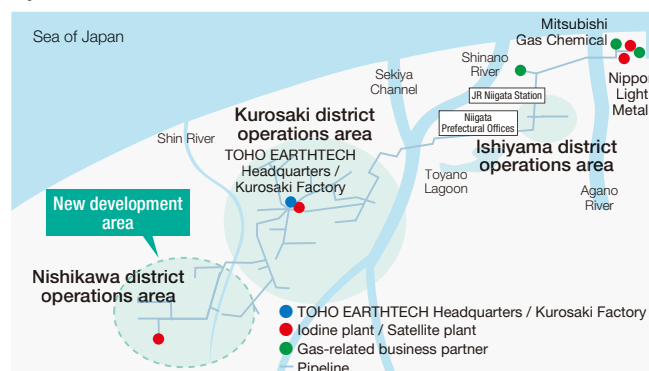 Sea of Japan
Mitsubishi
Gas Chemical
Nippon
Light
Metal
Shinano
River
Sekiya
Channel
JR Niigata Station
Niigata
Prefectural Offices
Kurosaki district
operations area
TOHO EARTHTECH
Headquarters /
Kurosaki Factory
Shin River
Ishiyama district
operations area
Toyano
Lagoon
Agano
River
New development
area
Nishikawa district
operations area
TOHO EARTHTECH Headquarters / Kurosaki Factory
Iodine plant / Satellite plant
Gas-related business partner
Pipeline